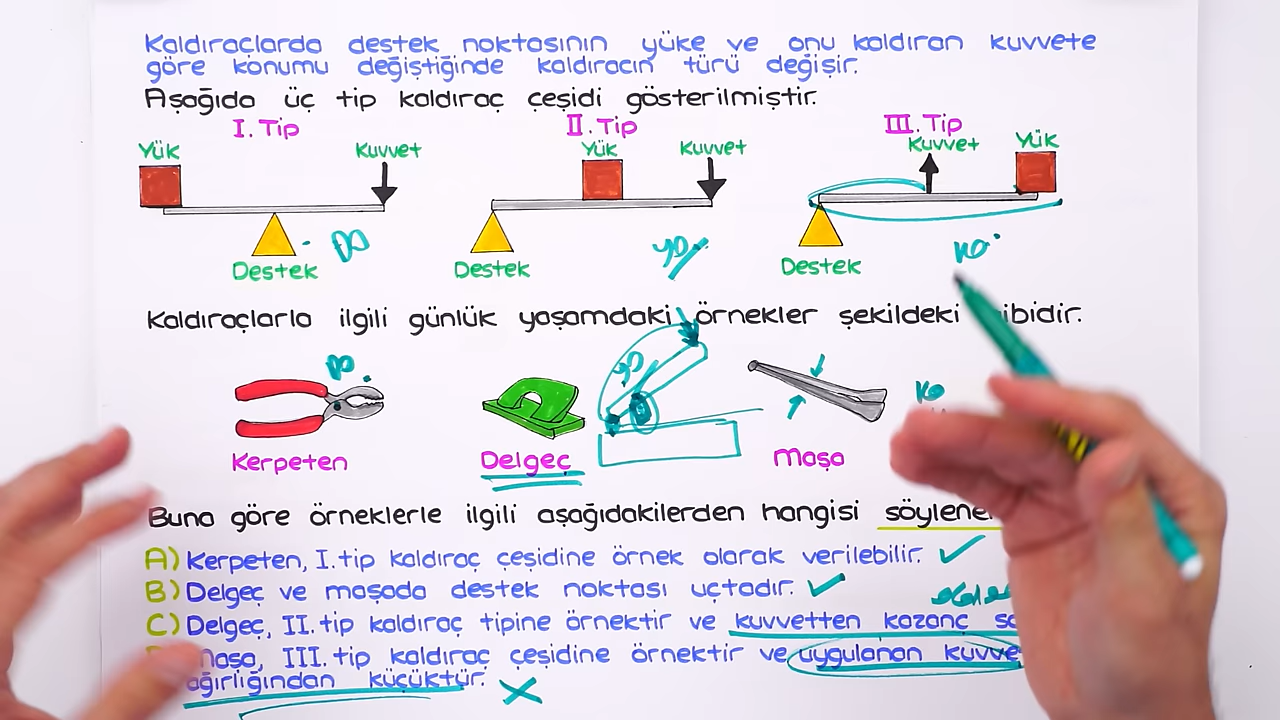 Kaldıraçlarda destek noktasının yüke ve onu kaldıran kuvvete
göre konumu değiştiğinde kaldıracın türü değişir.
Aşağıda üç tip kaldıraç çeşidi gösterilmiştir.
I. Tip II. Tip III. Tip
Yük Kuvvet Yük Kuvvet Kuvvet Yük
Destek Destek Destek
Kaldıraçlarla ilgili günlük yaşamdaki örnekler şekildeki
Kerpeten Delgeç Maşa
Buna göre örneklerle ilgili aşağıdakilerden hangisi
A) Kerpeten, I. tip kaldıraç çeşidine örnek olarak verilebilir.
B) Delgeç ve maşada destek noktası uçtadır.
C) Delgeç, II. tip kaldıraç tipine örnektir ve kuvvetten kazanç
Maşa, III. tip kaldıraç çeşidine örnektir ve uygulanan
ağırlığından küçüktür.